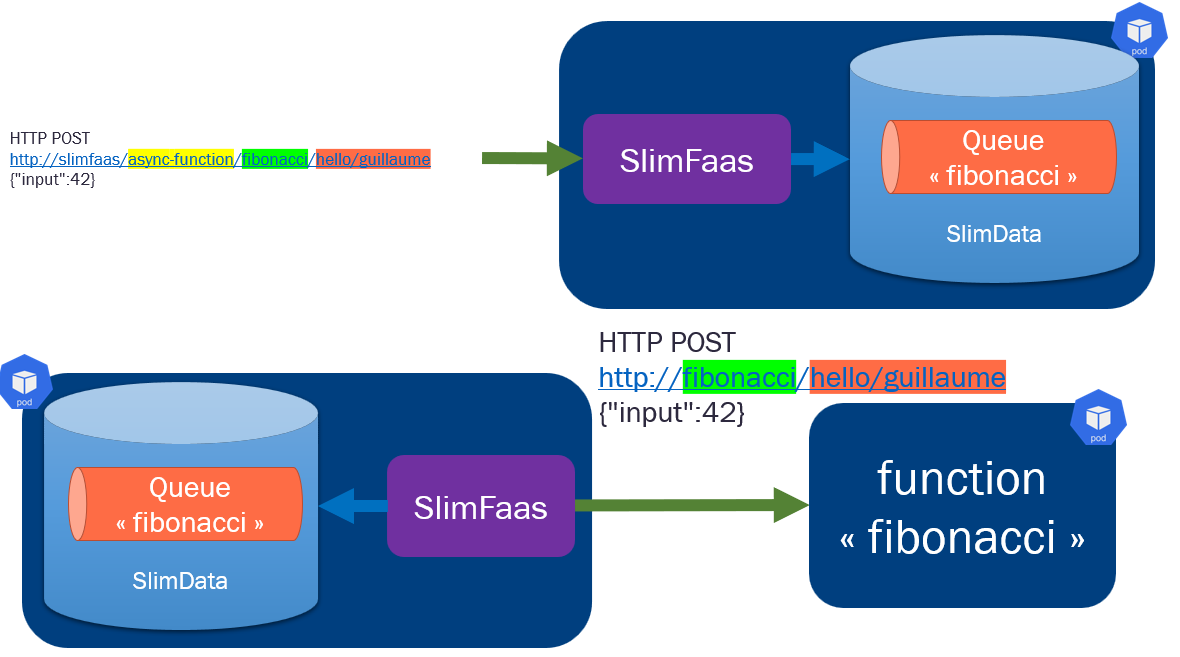 pod
HTTP POST
http://slimfaas/async-function/fibonacci/hello/guillaume
{"input":42}
SlimFaas
Queue
« fibonacci »
SlimData
HTTP POST
http://fibonacci/hello/guillaume
{"input":42}
pod
Queue
« fibonacci »
SlimData
SlimFaas
pod
function
« fibonacci »